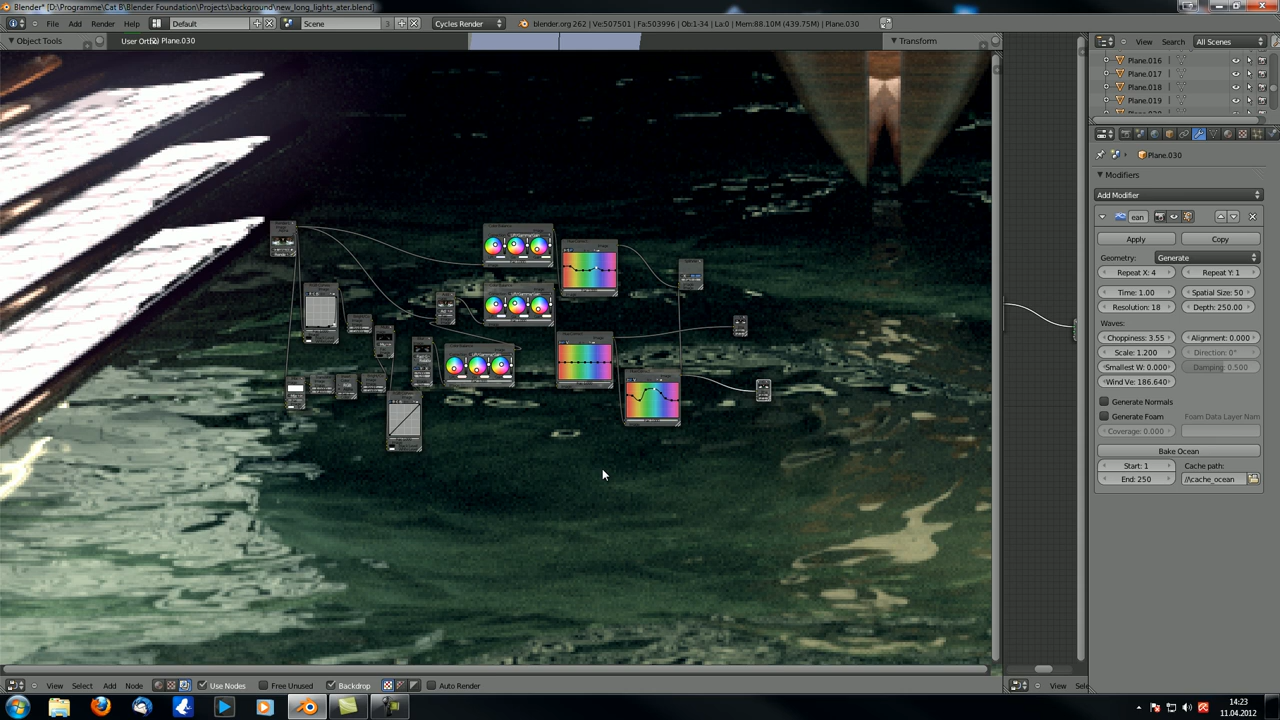 Blender* [D:\Programme\Cat B\Blender Foundation\Projects\background\new_long_lights_ater.blend]
File Add Render Help Default Scene Cycles Render blender.org 262 | Ve:507501 | Fa:503996 | Ob:1-34 | La:0 | Mem:88.10M (439.75M) | Plane.030
Object Tools
Transform
View Search All Scenes
Plane.016
Plane.017
Plane.018
Plane.019
Plane.030
Modifiers
Add Modifier
ean
Apply Copy
Geometry: Generate
Repeat X: 4 Repeat Y: 1
Time: 1.00 Spatial Size: 50
Resolution: 18 Depth: 250.00
Waves:
Choppiness: 3.55 Alignment: 0.000
Scale: 1.200 Direction: 0°
Smallest W: 0.000 Damping: 0.500
Wind Ve: 186.640
Generate Normals
Generate Foam Foam Data Layer Nam
Coverage: 0.000
Bake Ocean
Start: 1 Cache path:
End: 250 //cache_ocean
View Select Add Node Use Nodes Free Unused Backdrop Auto Render View Sele
14:23
11.04.2012